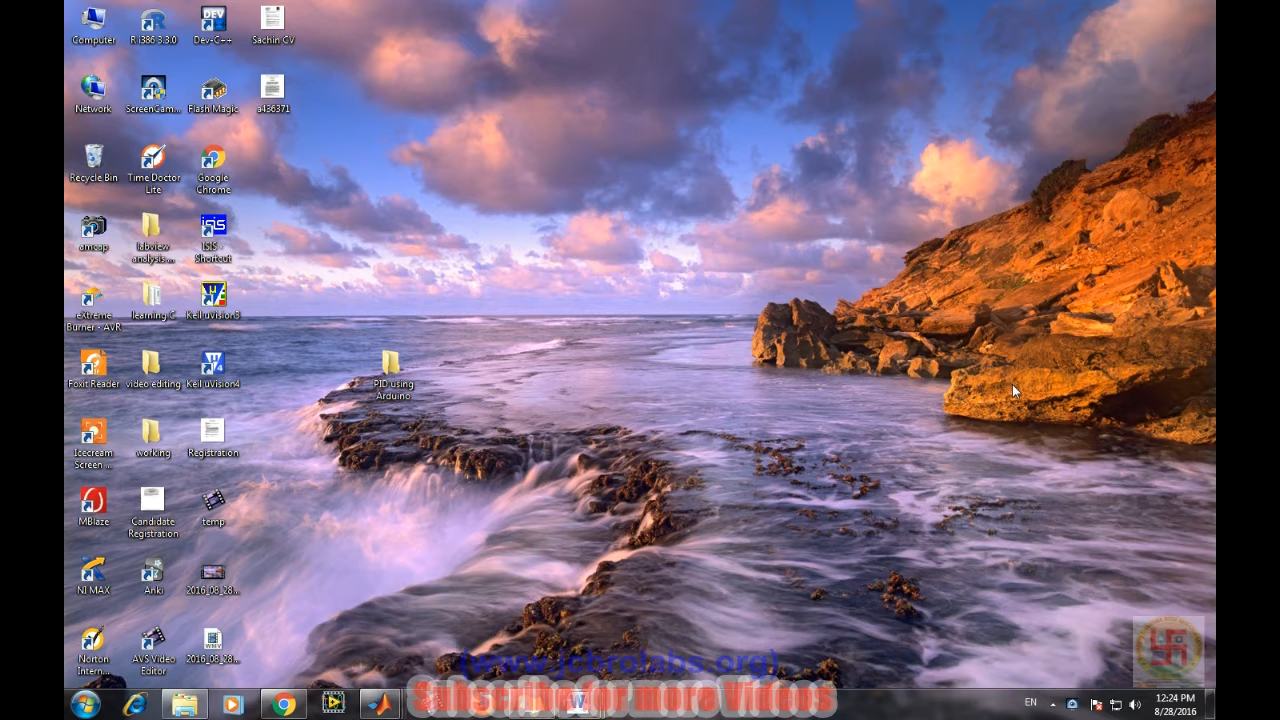 Computer
R i386 3.3.0
Dev-C++
Sachin CV
Network
ScreenCam...
Flash Magic
a436371
Recycle Bin
Time Doctor Lite
Google Chrome
amcap
labview analysis...
ISIS - Shortcut
eXtreme Burner - AVR
learning C
Keil uVision3
Foxit Reader
video editing
Keil uVision4
PID using Arduino
Icecream Screen ...
working
Registration
MBlaze
Candidate Registration
temp
NI MAX
Anki
2016_08_28...
Norton Intern...
AVS Video Editor
2016_08_28...
(www.jcbrolabs.org)
Subscribe for more Videos
EN
12:24 PM
8/28/2016